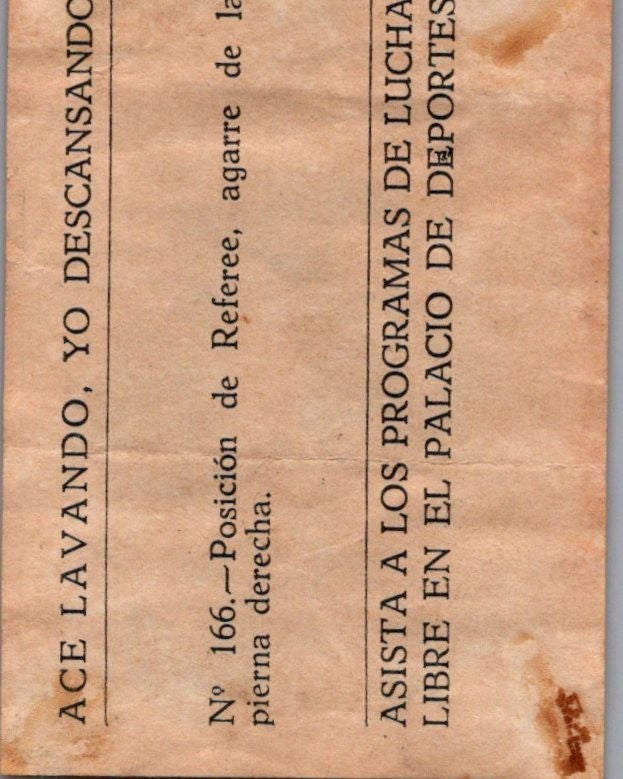 ACE LAVANDO, YO DESCANSANDO
Nº 166.—Posición de Referee, agarre de la
pierna derecha.
ASISTA A LOS PROGRAMAS DE LUCHA
LIBRE EN EL PALACIO DE DEPORTES